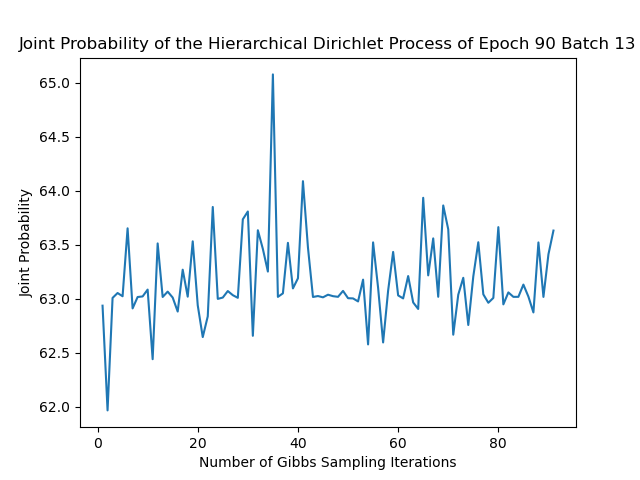 Joint Probability of the Hierarchical Dirichlet Process of Epoch 90 Batch 13
65.0
64.5
64.0
63.5
63.0
62.5
62.0
Joint Probability
0 20 40 60 80
Number of Gibbs Sampling Iterations